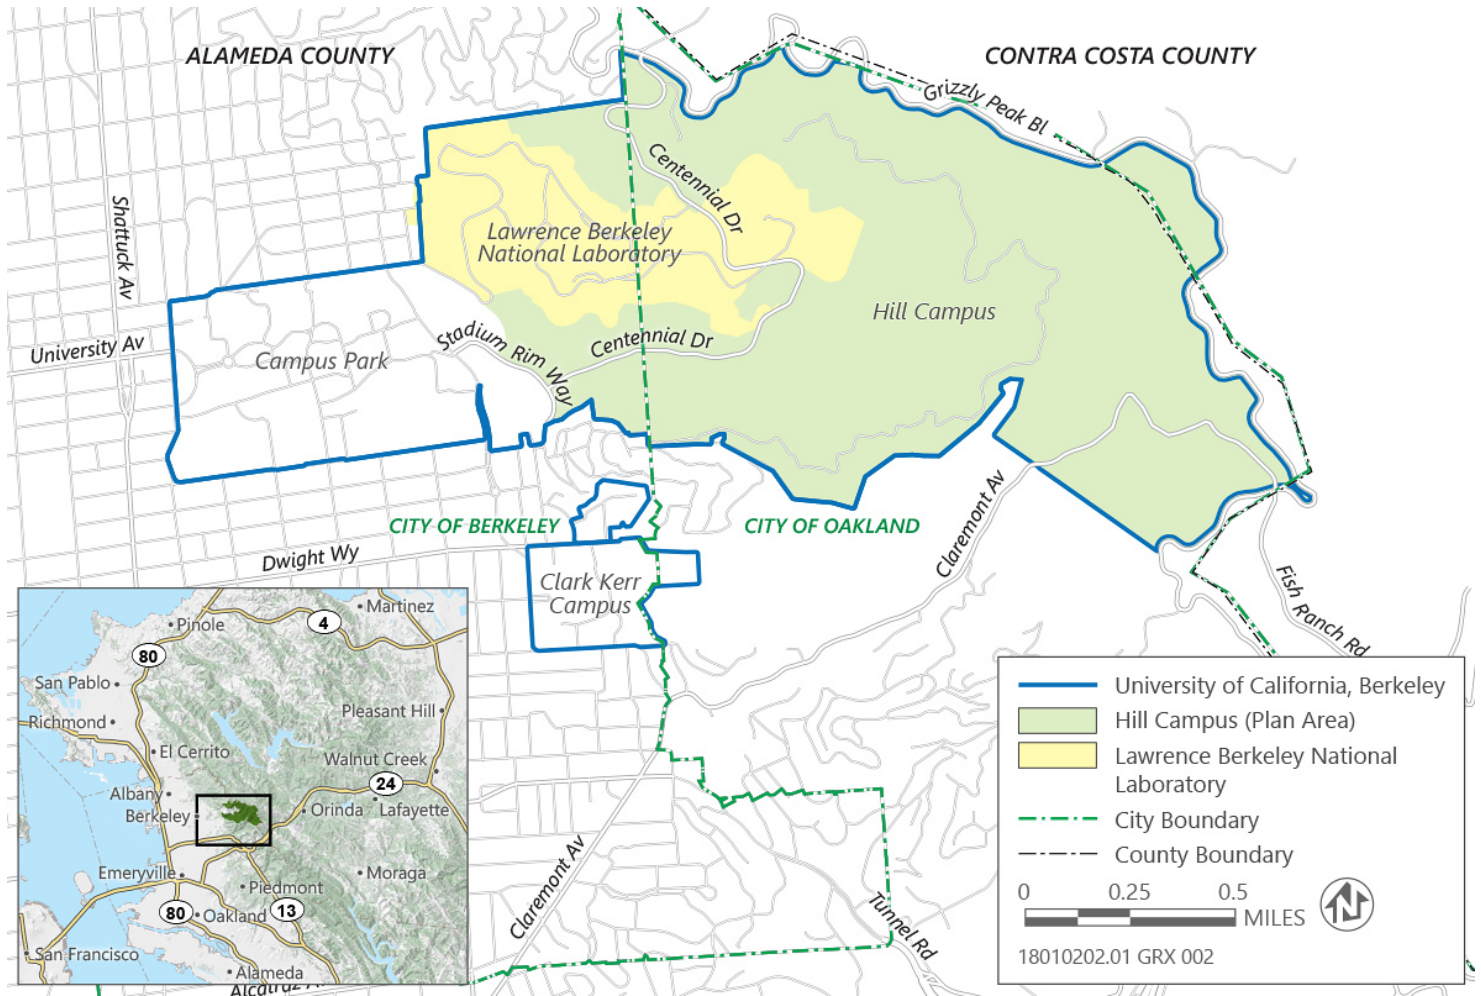 ALAMEDA COUNTY
CONTRA COSTA COUNTY
Grizzly Peak Bl
Centennial Dr
Shattuck Av
Lawrence Berkeley
National Laboratory
Hill Campus
University Av
Campus Park
Stadium Rim Way
Centennial Dr
CITY OF BERKELEY
CITY OF OAKLAND
Claremont Av
Dwight Wy
Clark Kerr
Campus
Fish Ranch Rd
Claremont Av
Tunnel Rd
Martinez
Pinole
4
80
San Pablo
Richmond
Pleasant Hill
El Cerrito
Walnut Creek
24
Albany
Berkeley
Orinda
Lafayette
Emeryville
Moraga
Piedmont
80
Oakland
13
San Francisco
Alameda
University of California, Berkeley
Hill Campus (Plan Area)
Lawrence Berkeley National
Laboratory
City Boundary
County Boundary
0 0.25 0.5
MILES
N
18010202.01 GRX 002